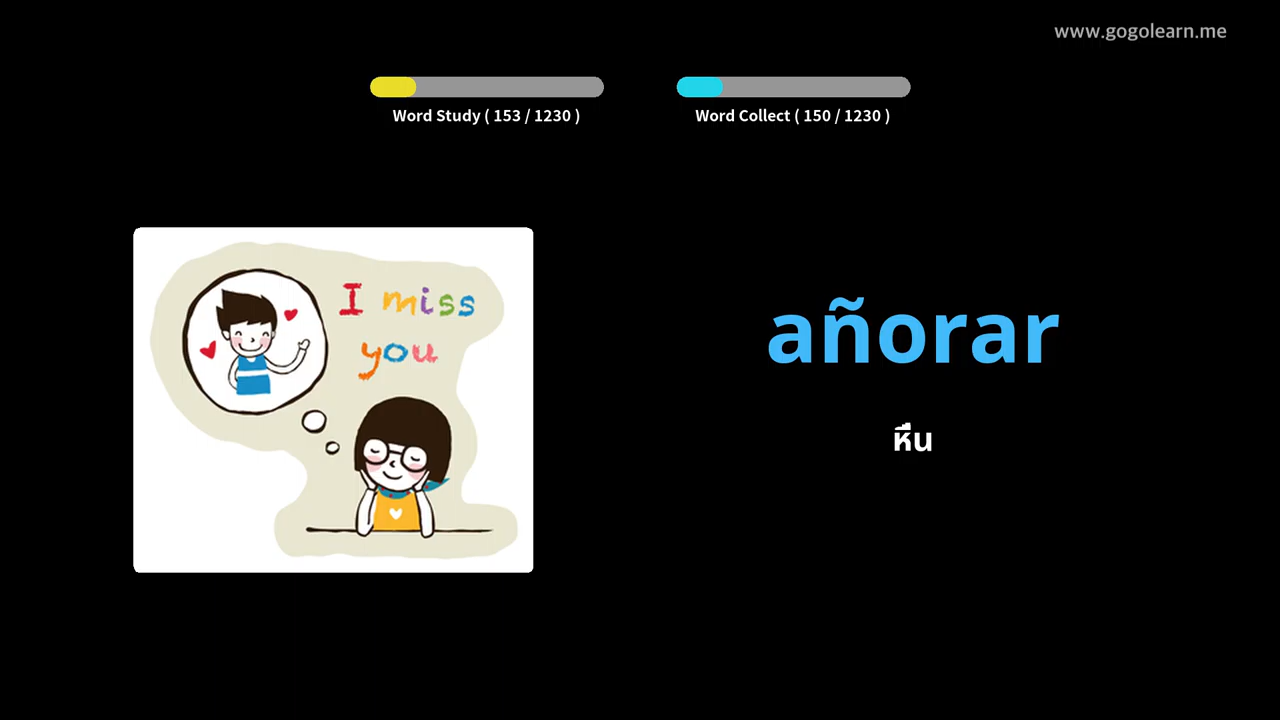 www.gogolearn.me
Word Study ( 153 / 1230 )
Word Collect ( 150 / 1230 )
I miss
you
añorar
หืน